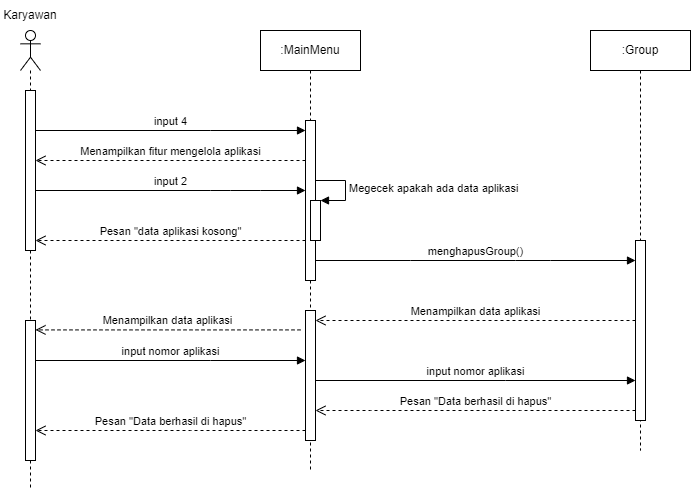 Karyawan
:MainMenu
:Group
input 4
Menampilkan fitur mengelola aplikasi
input 2
Megecek apakah ada data aplikasi
Pesan "data aplikasi kosong"
menghapusGroup()
Menampilkan data aplikasi
Menampilkan data aplikasi
input nomor aplikasi
input nomor aplikasi
Pesan "Data berhasil di hapus"
Pesan "Data berhasil di hapus"